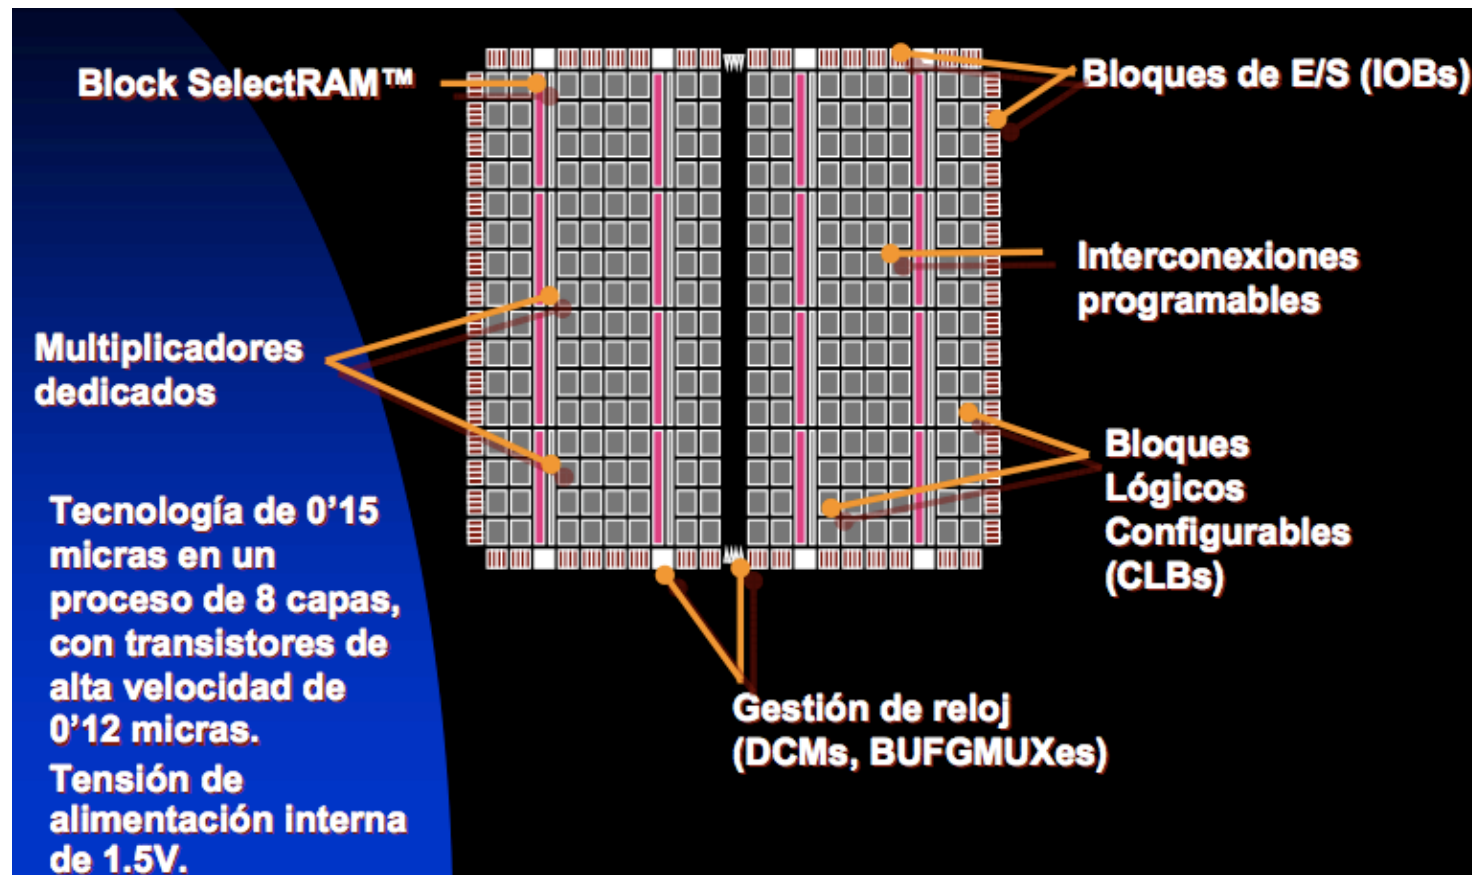 Block SelectRAM™
Bloques de E/S (IOBs)
Interconexiones
programables
Multiplicadores
dedicados
Bloques
Lógicos
Configurables
(CLBs)
Tecnología de 0’15
micras en un
proceso de 8 capas,
con transistores de
alta velocidad de
0’12 micras.
Tensión de
alimentación interna
de 1.5V.
Gestión de reloj
(DCMs, BUFGMUXes)